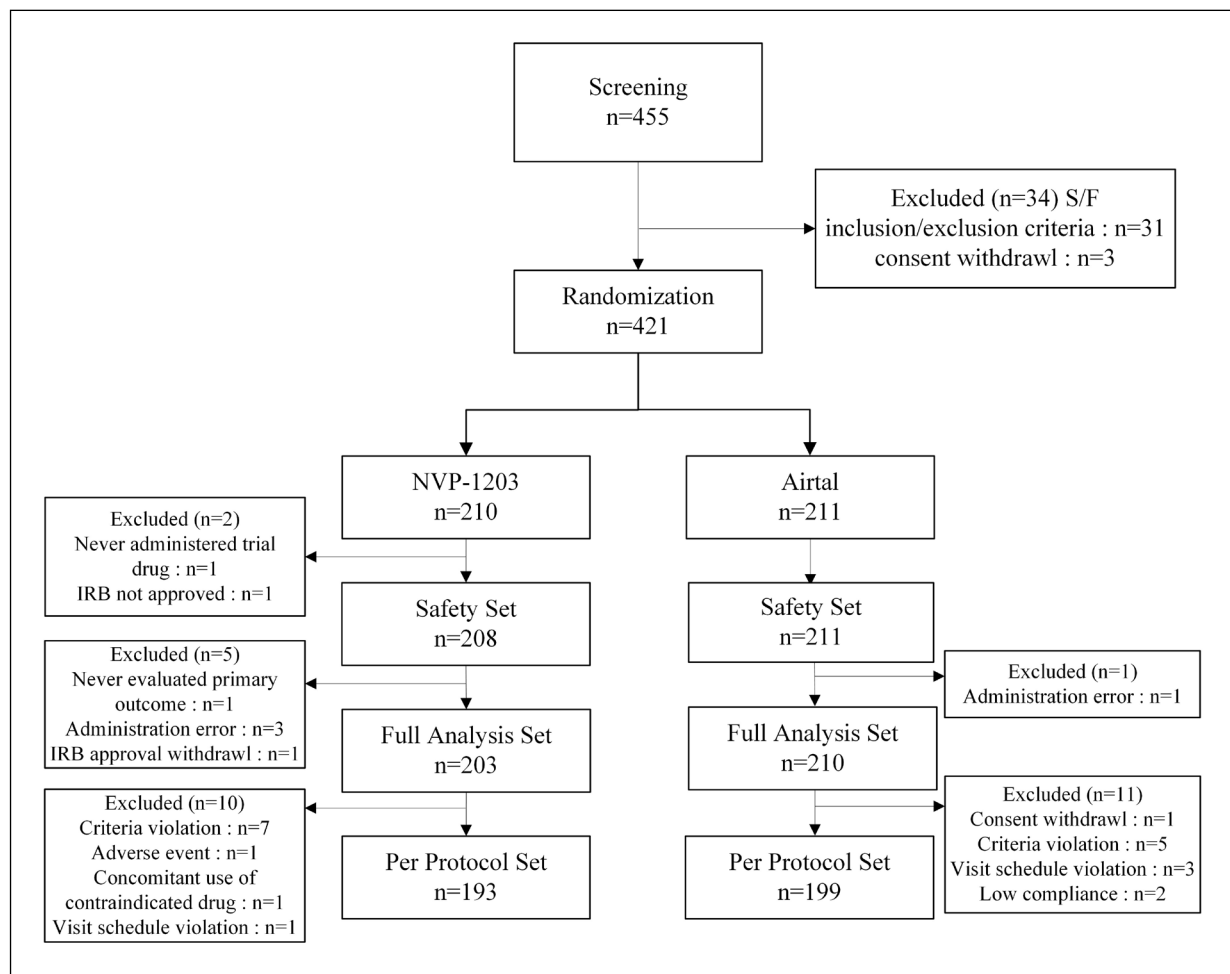 Screening
n=455
Excluded (n=34) S/F
inclusion/exclusion criteria : n=31
consent withdrawl : n=3
Randomization
n=421
NVP-1203
n=210
Airtal
n=211
Excluded (n=2)
Never administered trial
drug : n=1
IRB not approved : n=1
Safety Set
n=208
Safety Set
n=211
Excluded (n=5)
Never evaluated primary
outcome : n=1
Administration error : n=3
IRB approval withdrawl : n=1
Excluded (n=1)
Administration error : n=1
Full Analysis Set
n=203
Full Analysis Set
n=210
Excluded (n=10)
Criteria violation : n=7
Adverse event : n=1
Concomitant use of
contraindicated drug : n=1
Visit schedule violation : n=1
Excluded (n=11)
Consent withdrawl : n=1
Criteria violation : n=5
Visit schedule violation : n=3
Low compliance : n=2
Per Protocol Set
n=193
Per Protocol Set
n=199